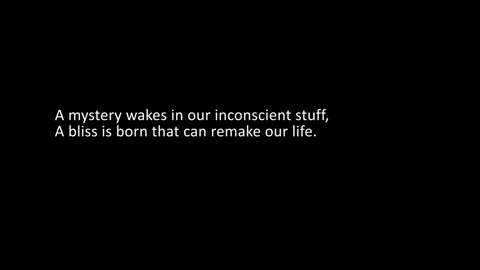 A mystery wakes in our inconscient stuff,
A bliss is born that can remake our life.